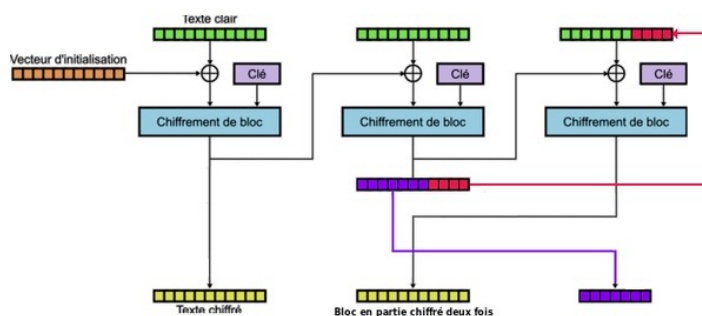 Texte clair
Vecteur d'initialisation
Clé
Clé
Clé
Chiffrement de bloc
Chiffrement de bloc
Chiffrement de bloc
Texte chiffré
Bloc en partie chiffré deux fois